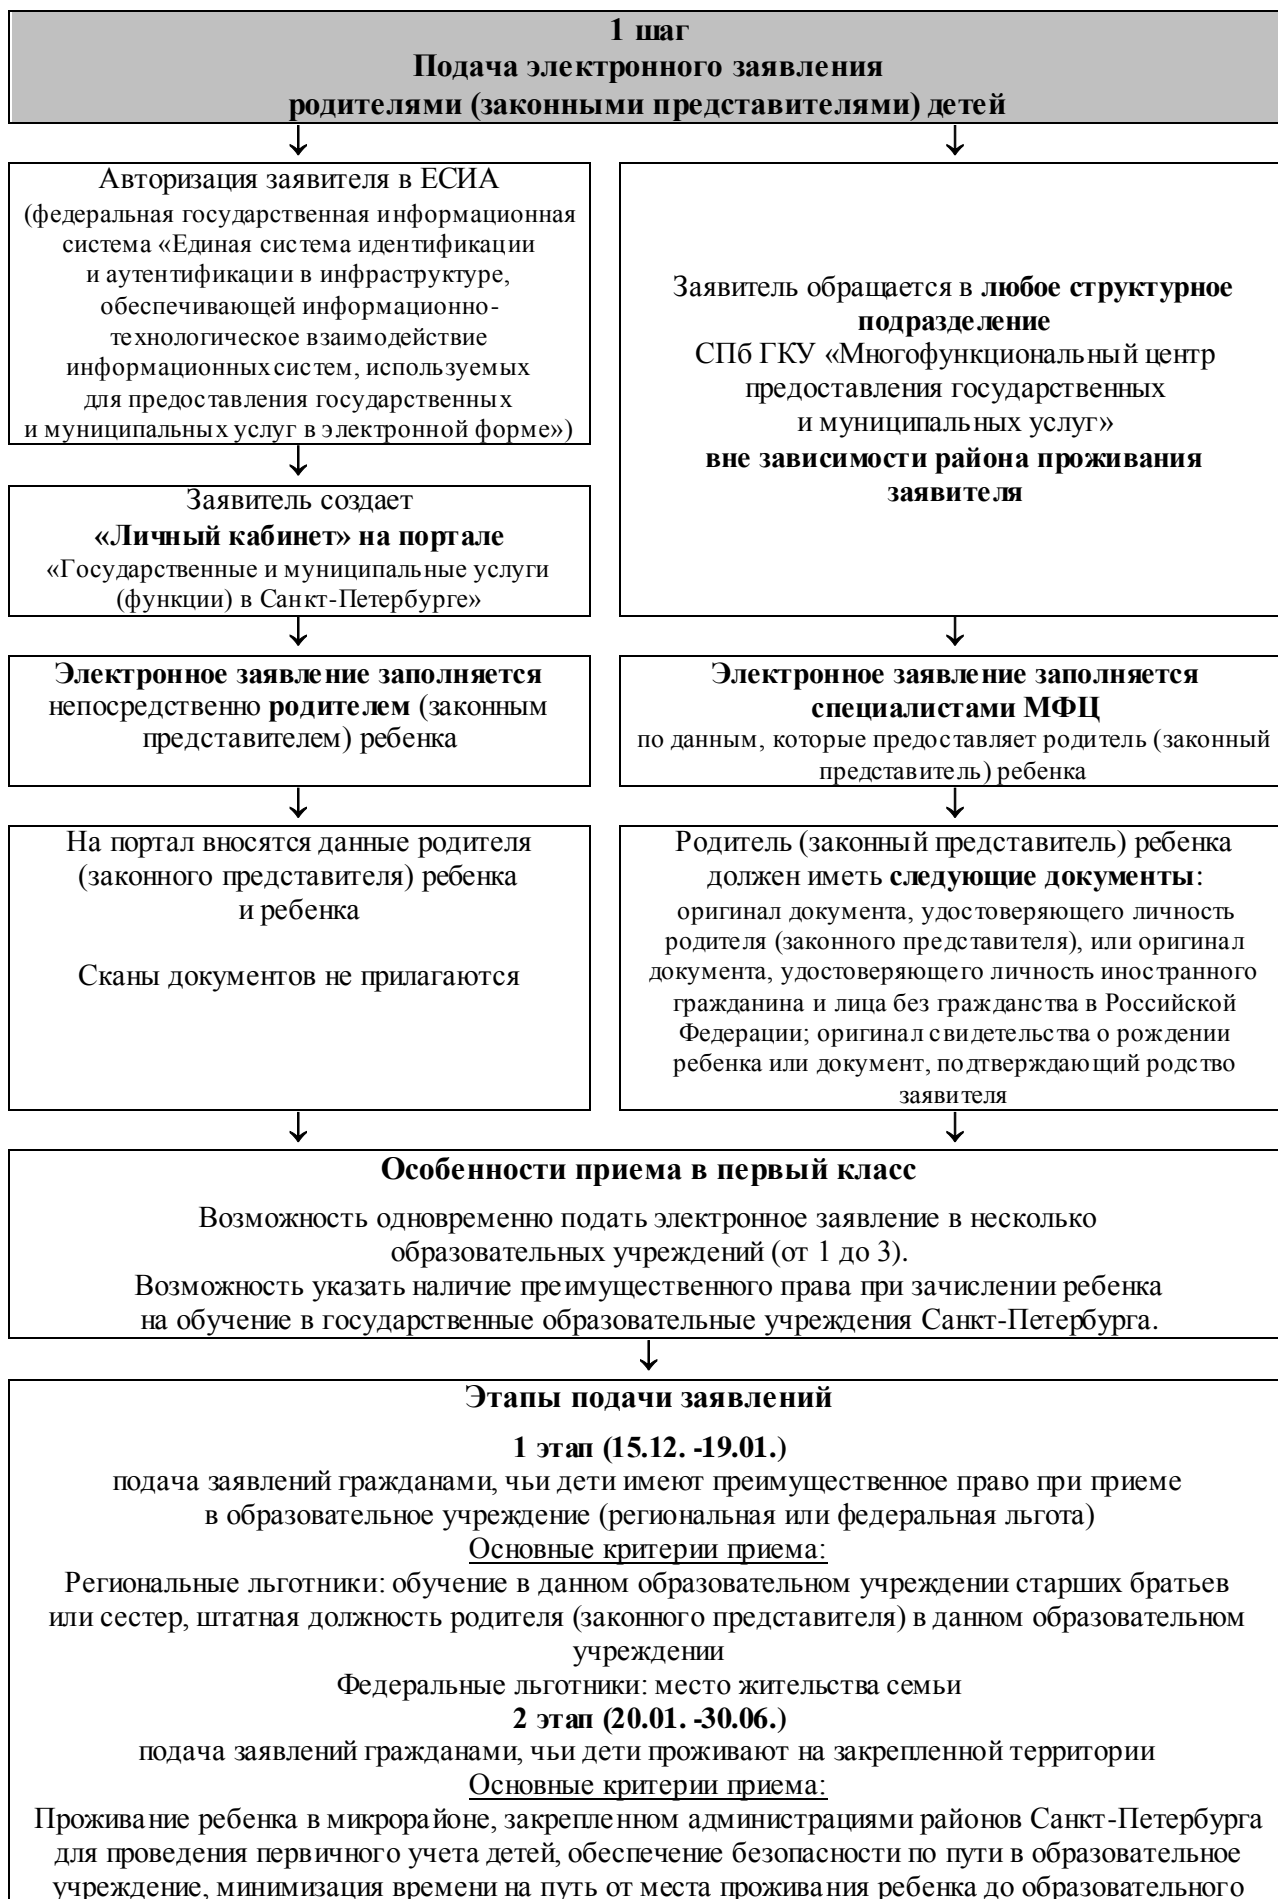 1 шаг
Подача электронного заявления
родителями (законными представителями) детей
Авторизация заявителя в ЕСИА
(федеральная государственная информационная
система «Единая система идентификации
и аутентификации в инфраструктуре,
обеспечивающей информационно-
технологическое взаимодействие
информационных систем, используемых
для предоставления государственных
и муниципальных услуг в электронной форме»)
Заявитель создает
«Личный кабинет» на портале
«Государственные и муниципальные услуги
(функции) в Санкт-Петербурге»
Электронное заявление заполняется
непосредственно родителем (законным
представителем) ребенка
На портал вносятся данные родителя
(законного представителя) ребенка
и ребенка
Сканы документов не прилагаются
Заявитель обращается в любое структурное
подразделение
СПб ГКУ «Многофункциональный центр
предоставления государственных
и муниципальных услуг»
вне зависимости района проживания
заявителя
Электронное заявление заполняется
специалистами МФЦ
по данным, которые предоставляет родитель (законный
представитель) ребенка
Родитель (законный представитель) ребенка
должен иметь следующие документы:
оригинал документа, удостоверяющего личность
родителя (законного представителя), или оригинал
документа, удостоверяющего личность иностранного
гражданина и лица без гражданства в Российской
Федерации; оригинал свидетельства о рождении
ребенка или документ, подтверждающий родство
заявителя
Особенности приема в первый класс
Возможность одновременно подать электронное заявление в несколько
образовательных учреждений (от 1 до 3).
Возможность указать наличие преимущественного права при зачислении ребенка
на обучение в государственные образовательные учреждения Санкт-Петербурга.
Этапы подачи заявлений
1 этап (15.12. -19.01.)
подача заявлений гражданами, чьи дети имеют преимущественное право при приеме
в образовательное учреждение (региональная или федеральная льгота)
Основные критерии приема:
Региональные льготники: обучение в данном образовательном учреждении старших братьев
или сестер, штатная должность родителя (законного представителя) в данном образовательном
учреждении
Федеральные льготники: место жительства семьи
2 этап (20.01. -30.06.)
подача заявлений гражданами, чьи дети проживают на закрепленной территории
Основные критерии приема:
Проживание ребенка в микрорайоне, закрепленном администрациями районов Санкт-Петербурга
для проведения первичного учета детей, обеспечение безопасности по пути в образовательное
учреждение, минимизация времени на путь от места проживания ребенка до образовательного